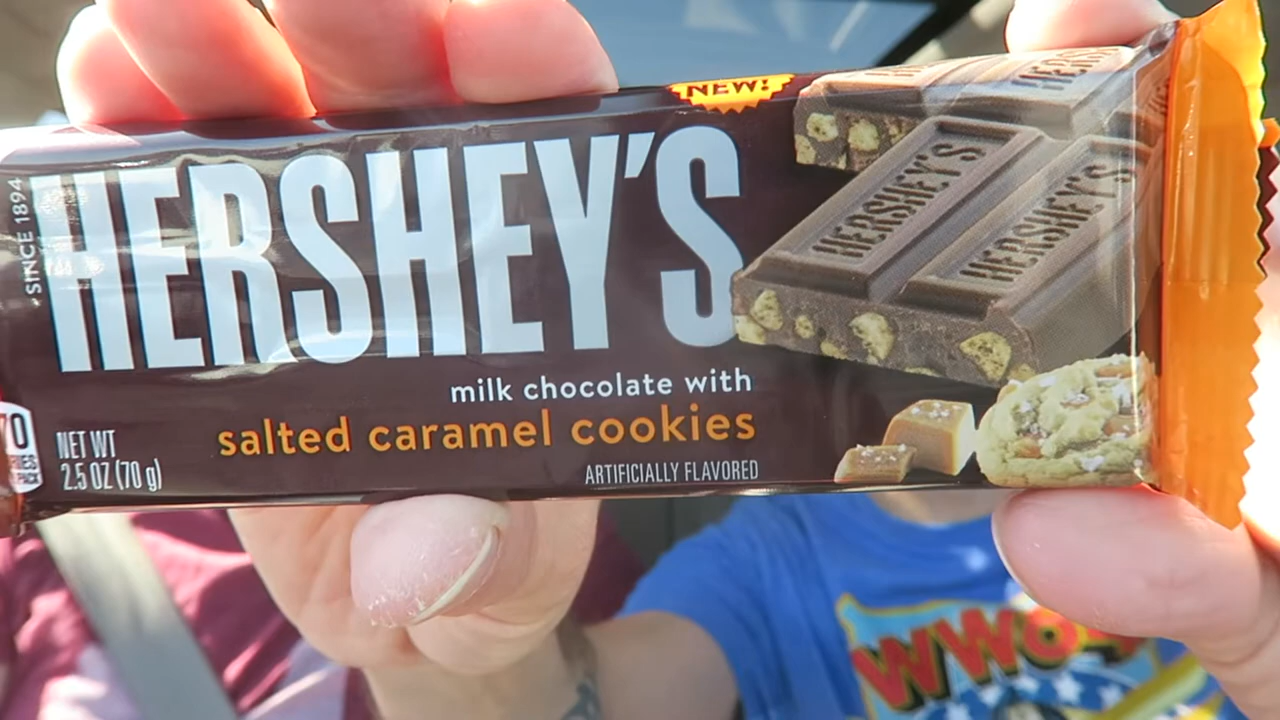 NEW!
SINCE 1894
HERSHEY'S
milk chocolate with
salted caramel cookies
ARTIFICIALLY FLAVORED
NET WT
2.5 OZ (70 g)
HERSHEY'S
HERSHEY'S